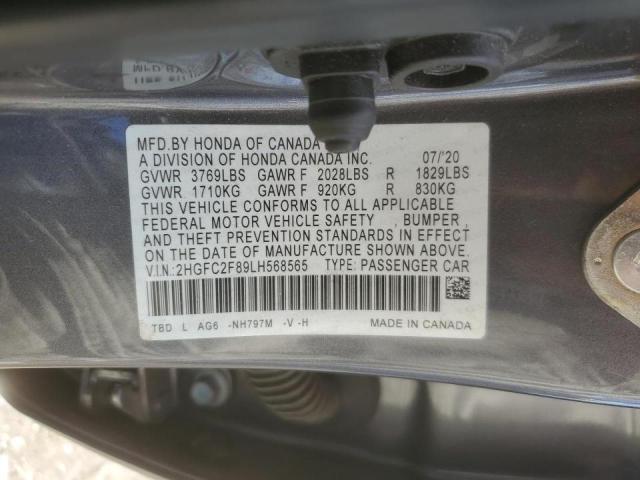 MFD.BY HONDA OF CANADA
A DIVISION OF HONDA CANADA INC. 07/'20
GVWR 3769LBS GAWR F 2028LBS R 1829LBS
GVWR 1710KG GAWR F 920KG R 830KG
THIS VEHICLE CONFORMS TO ALL APPLICABLE
FEDERAL MOTOR VEHICLE SAFETY , BUMPER
AND THEFT PREVENTION STANDARDS IN EFFECT
ON THE DATE OF MANUFACTURE SHOWN ABOVE.
V.I.N.:2HGFC2F89LH568565 TYPE: PASSENGER CAR
TBD L AG6 -NH797M -V -H MADE IN CANADA